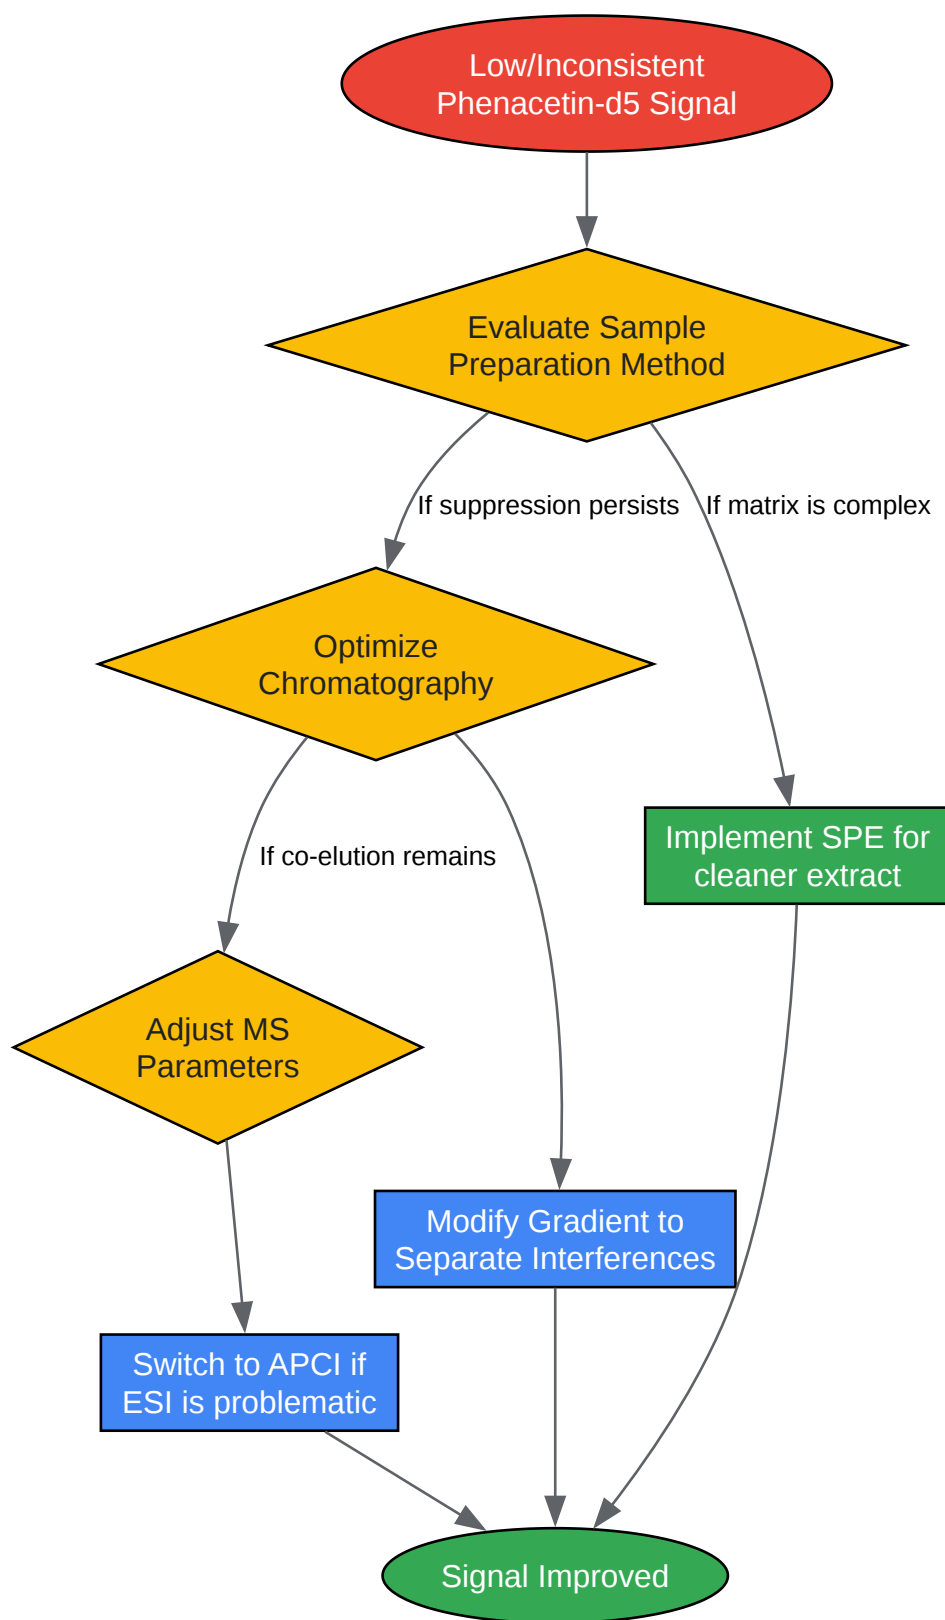 Low/Inconsistent
Phenacetin-d5 Signal
Evaluate Sample
Preparation Method
If suppression persists
If matrix is complex
Optimize
Chromatography
Implement SPE for
cleaner extract
If co-elution remains
Adjust MS
Parameters
Modify Gradient to
Separate Interferences
Switch to APCI if
ESI is problematic
Signal Improved